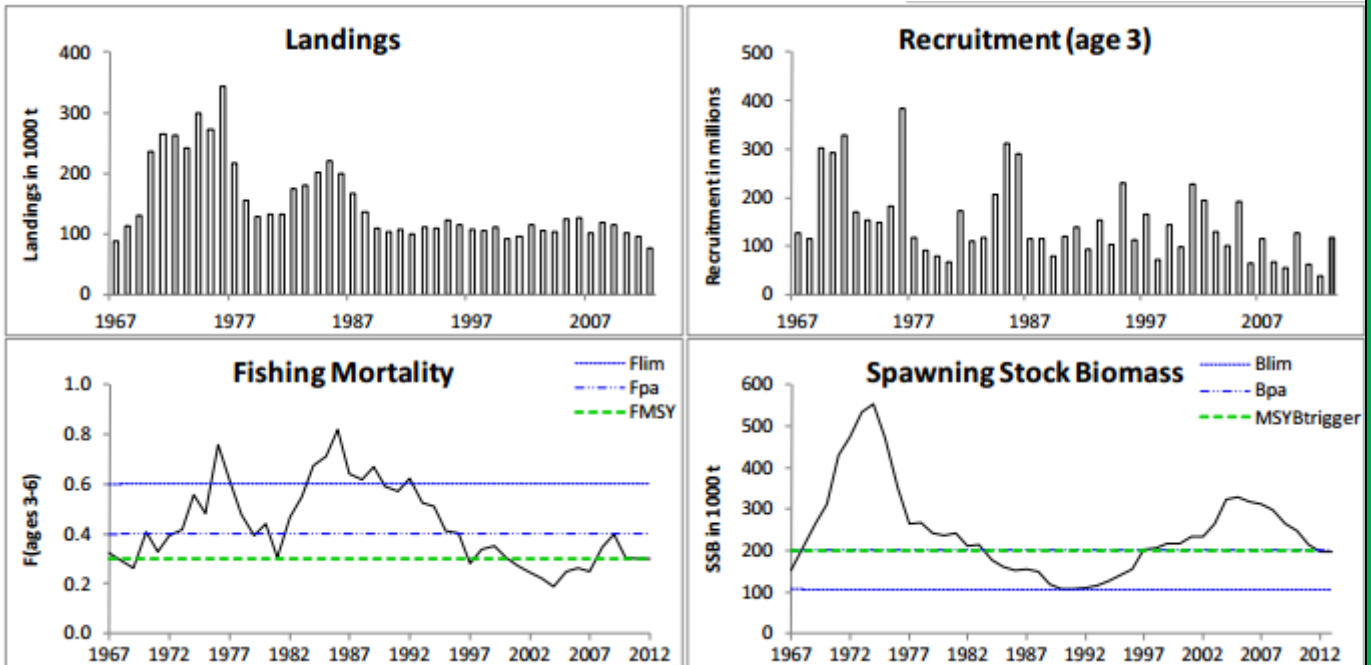 Landings
Landings in 1000 t
400
300
200
100
0
1967 1977 1987 1997 2007
Recruitment (age 3)
Recruitment in millions
500
400
300
200
100
0
1967 1977 1987 1997 2007
Fishing Mortality
Flim
Fpa
FMSY
F(ages 3-6)
1.0
0.8
0.6
0.4
0.2
0.0
1967 1972 1977 1982 1987 1992 1997 2002 2007 2012
Spawning Stock Biomass
Blim
Bpa
MSYBtrigger
SSB in 1000 t
600
500
400
300
200
100
0
1967 1972 1977 1982 1987 1992 1997 2002 2007 2012